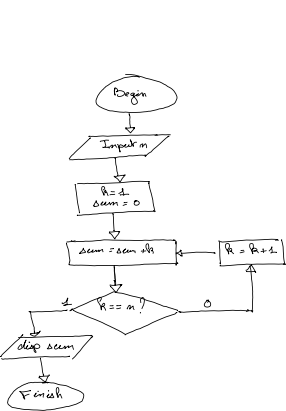 Begin
Input n
k = 1
sum = 0
sum = sum + k
k = k + 1
k == n ?
1
0
disp sum
Finish